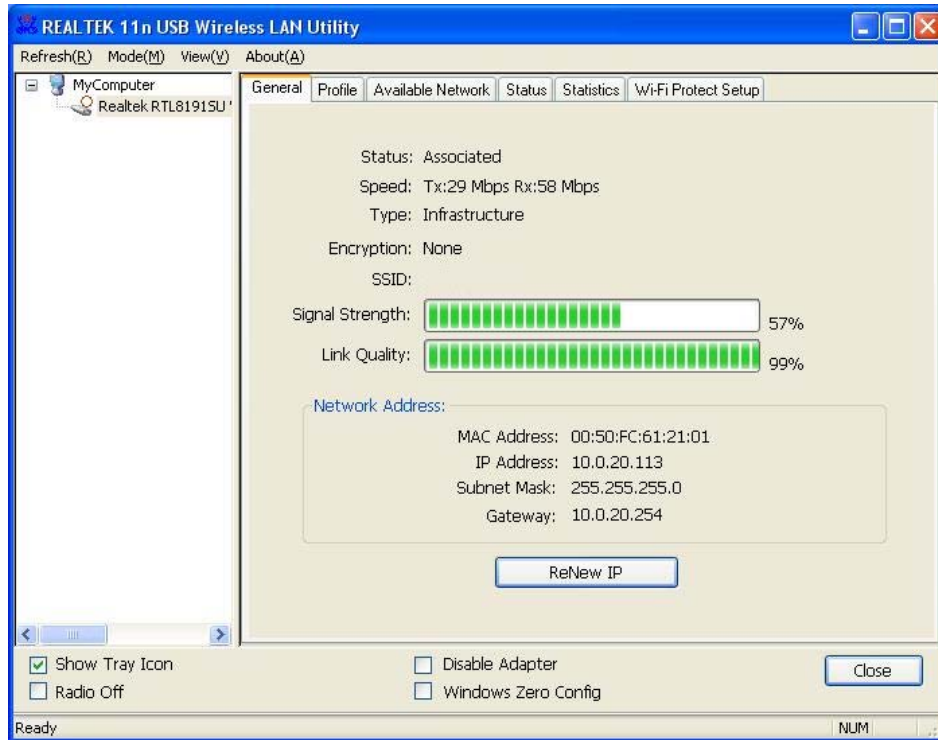 REALTEK 11n USB Wireless LAN Utility
Refresh(R) Mode(M) View(V) About(A)
MyComputer
Realtek RTL8191SU '
General Profile Available Network Status Statistics Wi-Fi Protect Setup
Status: Associated
Speed: Tx:29 Mbps Rx:58 Mbps
Type: Infrastructure
Encryption: None
SSID:
Signal Strength: 57%
Link Quality: 99%
Network Address:
MAC Address: 00:50:FC:61:21:01
IP Address: 10.0.20.113
Subnet Mask: 255.255.255.0
Gateway: 10.0.20.254
ReNew IP
Show Tray Icon
Radio Off
Disable Adapter
Windows Zero Config
Close
Ready
NUM